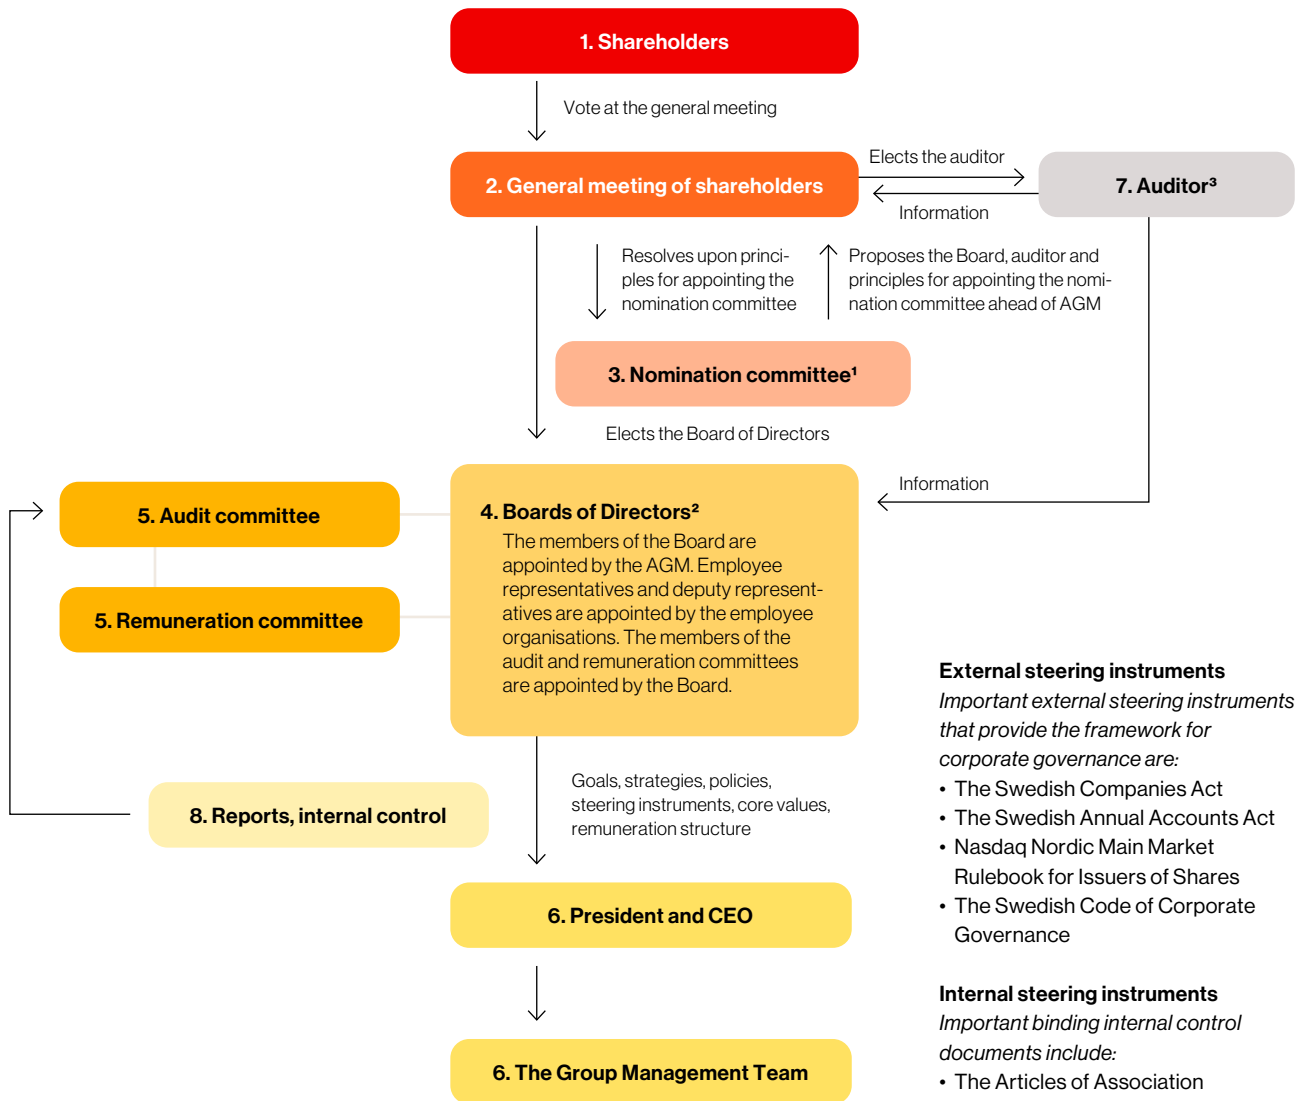 1. Shareholders
Vote at the general meeting
2. General meeting of shareholders
Elects the auditor
Information
7. Auditor³
Resolves upon princi-
ples for appointing the
nomination committee
Proposes the Board, auditor and
principles for appointing the nomi-
nation committee ahead of AGM
3. Nomination committee¹
Elects the Board of Directors
Information
5. Audit committee
5. Remuneration committee
4. Boards of Directors²
The members of the Board are
appointed by the AGM. Employee
representatives and deputy represent-
atives are appointed by the employee
organisations. The members of the
audit and remuneration committees
are appointed by the Board.
8. Reports, internal control
Goals, strategies, policies,
steering instruments, core values,
remuneration structure
6. President and CEO
6. The Group Management Team
External steering instruments
Important external steering instruments
that provide the framework for
corporate governance are:
• The Swedish Companies Act
• The Swedish Annual Accounts Act
• Nasdaq Nordic Main Market
Rulebook for Issuers of Shares
• The Swedish Code of Corporate
Governance
Internal steering instruments
Important binding internal control
documents include:
• The Articles of Association